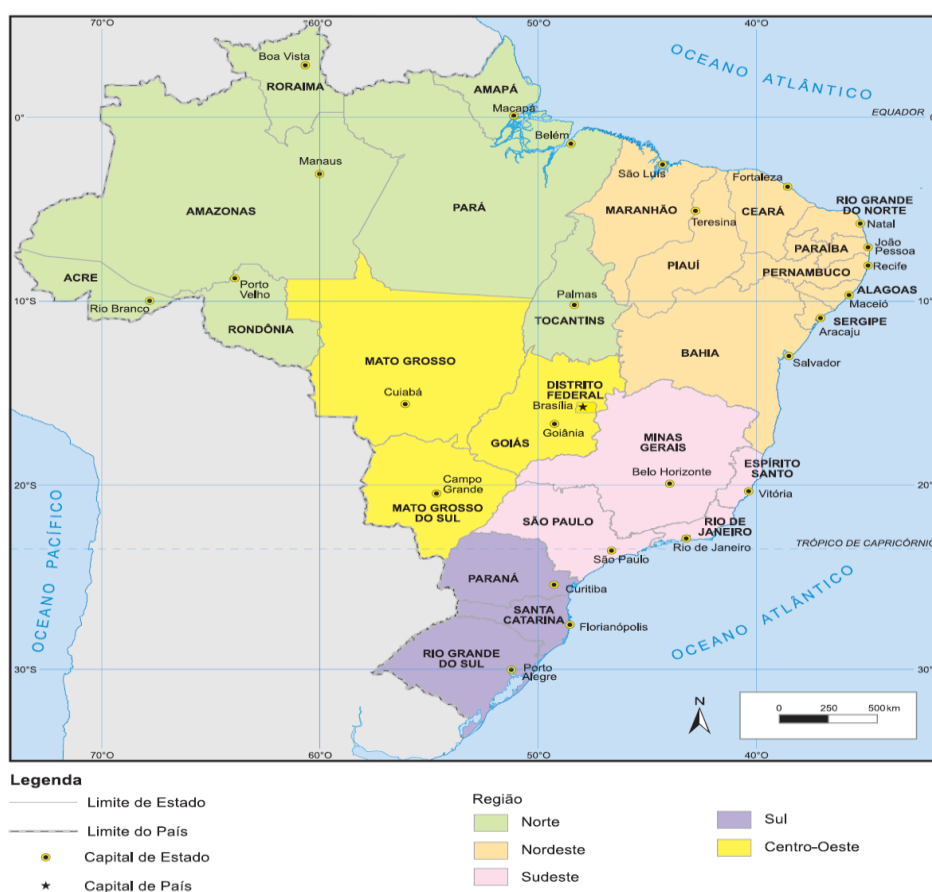 70°O
60°O
50°O
40°O
OCEANO ATLÂNTICO
Boa Vista
RORAIMA
AMAPÁ
Macapá
EQUADOR
0°
0°
Belém
Manaus
São Luís
Fortaleza
AMAZONAS
PARÁ
MARANHÃO
Teresina
CEARÁ
RIO GRANDE
DO NORTE
Natal
PARAÍBA
João
Pessoa
PIAUÍ
PERNAMBUCO
Recife
ACRE
Porto
Velho
Rio Branco
10°S
10°S
RONDÔNIA
Palmas
TOCANTINS
ALAGOAS
Maceió
SERGIPE
Aracaju
BAHIA
Salvador
MATO GROSSO
Cuiabá
DISTRITO
FEDERAL
Brasília
GOIÁS
Goiânia
MINAS
GERAIS
Belo Horizonte
ESPÍRITO
SANTO
Vitória
20°S
20°S
Campo
Grande
MATO GROSSO
DO SUL
SÃO PAULO
RIO DE
JANEIRO
Rio de Janeiro
São Paulo
TRÓPICO DE CAPRICÓRNIO
OCEANO PACÍFICO
PARANÁ
Curitiba
SANTA
CATARINA
Florianópolis
OCEANO ATLÂNTICO
RIO GRANDE
DO SUL
Porto
Alegre
30°S
30°S
N
0 250 500km
70°O
60°O
50°O
40°O
Legenda
Limite de Estado
Limite do País
Capital de Estado
Capital de País
Região
Norte
Nordeste
Sudeste
Sul
Centro-Oeste